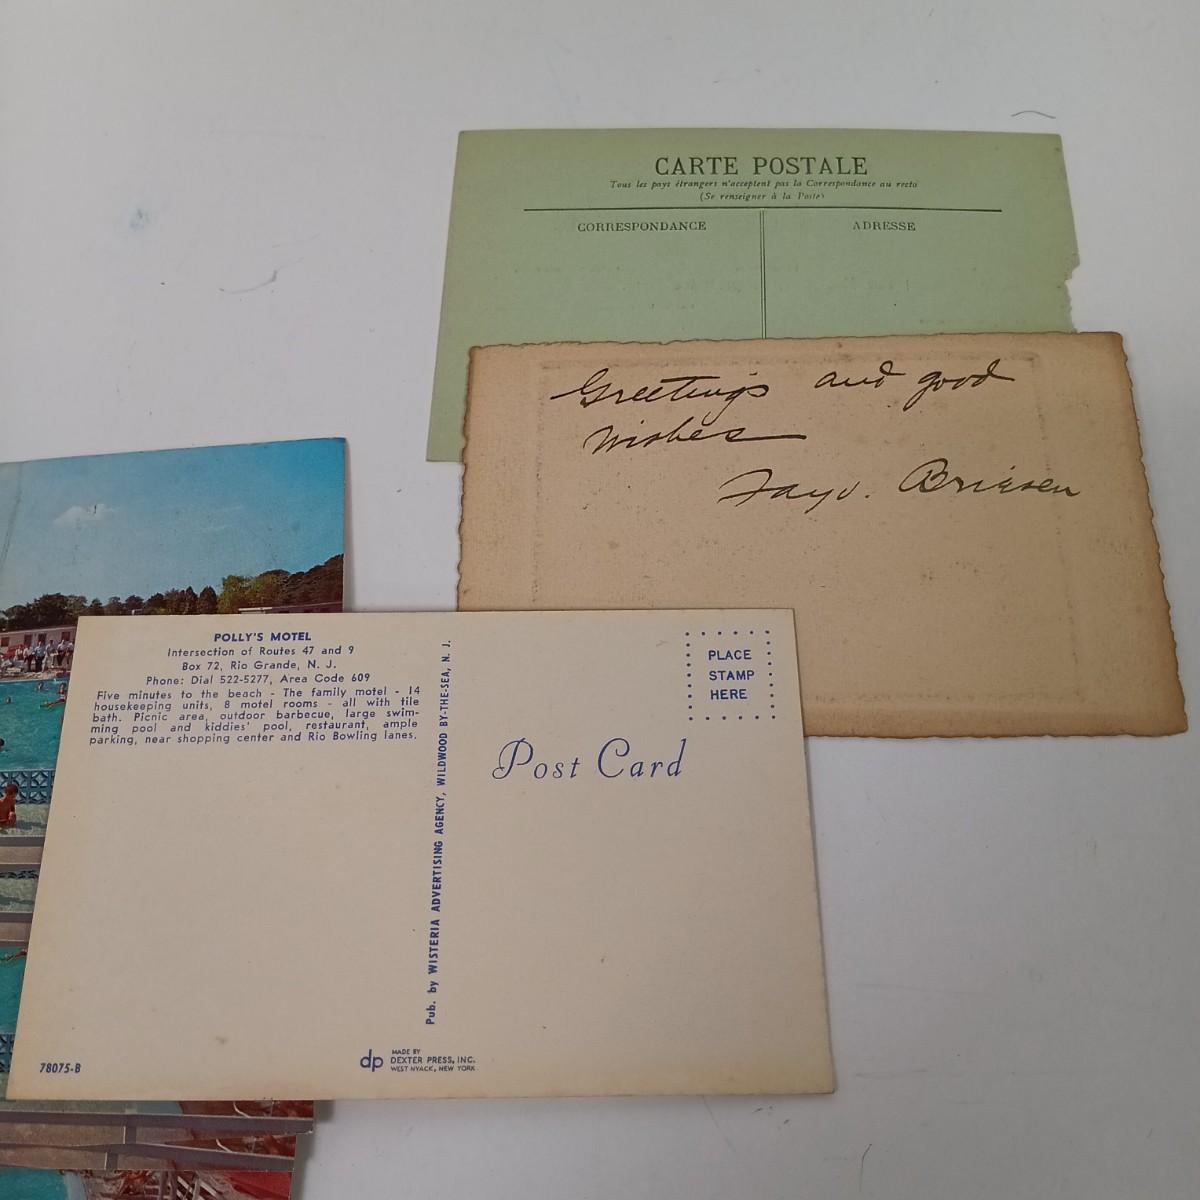 CARTE POSTALE
Tous les pays étrangers n'acceptent pas la Correspondance au recto
(Se renseigner à la Poste)
CORRESPONDANCE
ADRESSE
Greetings and good
wishes
POLLY'S MOTEL
Intersection of Routes 47 and 9
Box 72, Rio Grande, N. J.
Phone: Dial 522-5277, Area Code 609
Five minutes to the beach - The family motel - 14
housekeeping units, 8 motel rooms - all with tile
bath. Picnic area, outdoor barbecue, large swim-
ming pool and kiddies' pool, restaurant, ample
parking, near shopping center and Rio Bowling lanes.
Pub. by WISTERIA ADVERTISING AGENCY, WILDWOOD BY-THE-SEA, N. J.
PLACE
STAMP
HERE
Post Card
78075-B
dp
MADE BY
DEXTER PRESS, INC.
WEST NYACK, NEW YORK